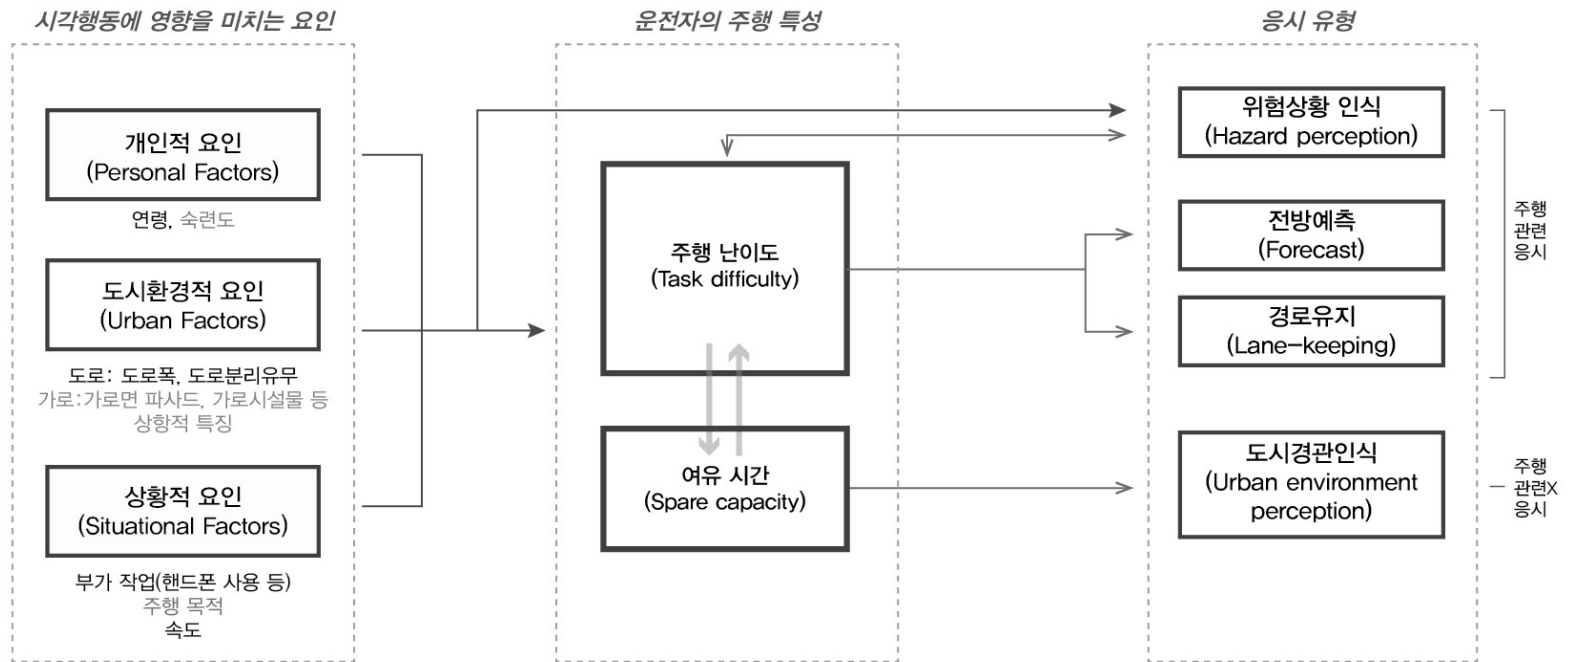 시각행동에 영향을 미치는 요인
개인적 요인
(Personal Factors)
연령, 숙련도
도시환경적 요인
(Urban Factors)
도로: 도로폭, 도로분리유무
가로:가로면 파사드, 가로시설물 등
상항적 특징
상황적 요인
(Situational Factors)
부가 작업(핸드폰 사용 등)
주행 목적
속도
운전자의 주행 특성
주행 난이도
(Task difficulty)
여유 시간
(Spare capacity)
응시 유형
위험상황 인식
(Hazard perception)
전방예측
(Forecast)
경로유지
(Lane-keeping)
도시경관인식
(Urban environment
perception)
주행
관련
응시
주행
관련X
응시